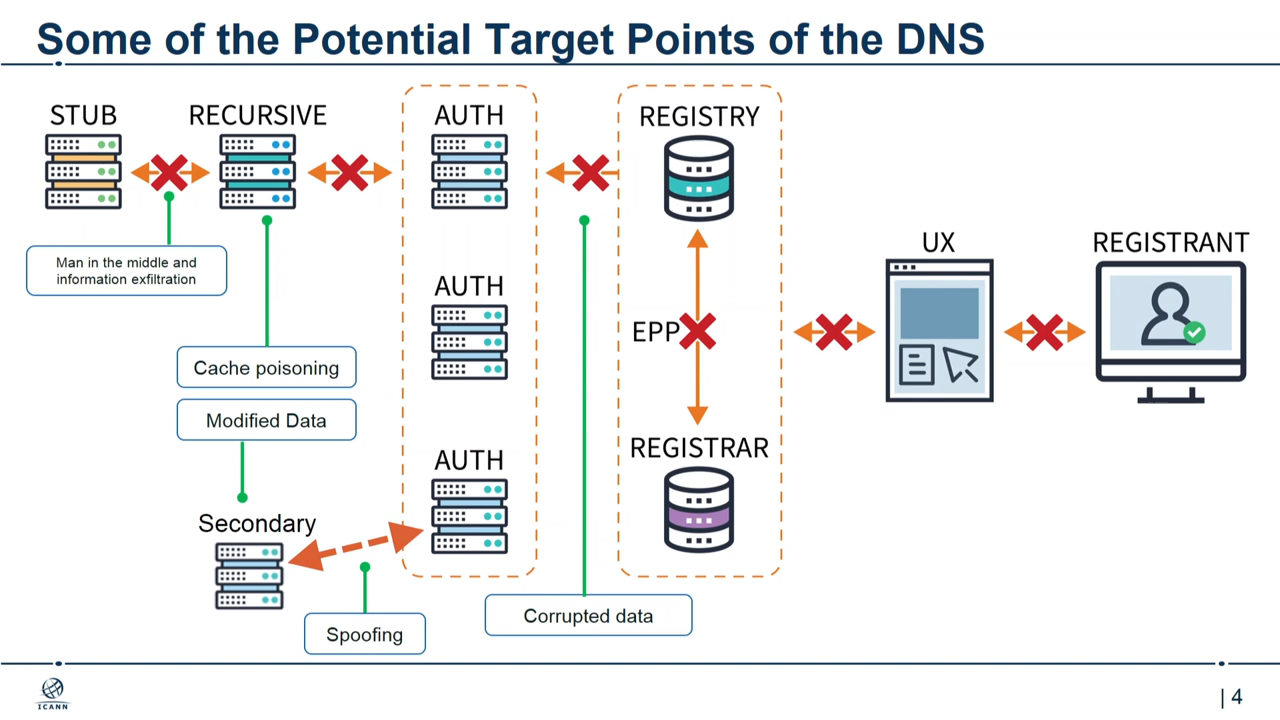 Some of the Potential Target Points of the DNS
STUB
RECURSIVE
AUTH
REGISTRY
Man in the middle and
information exfiltration
UX
REGISTRANT
AUTH
EPP
Cache poisoning
Modified Data
AUTH
REGISTRAR
Secondary
Corrupted data
Spoofing
ICANN
| 4